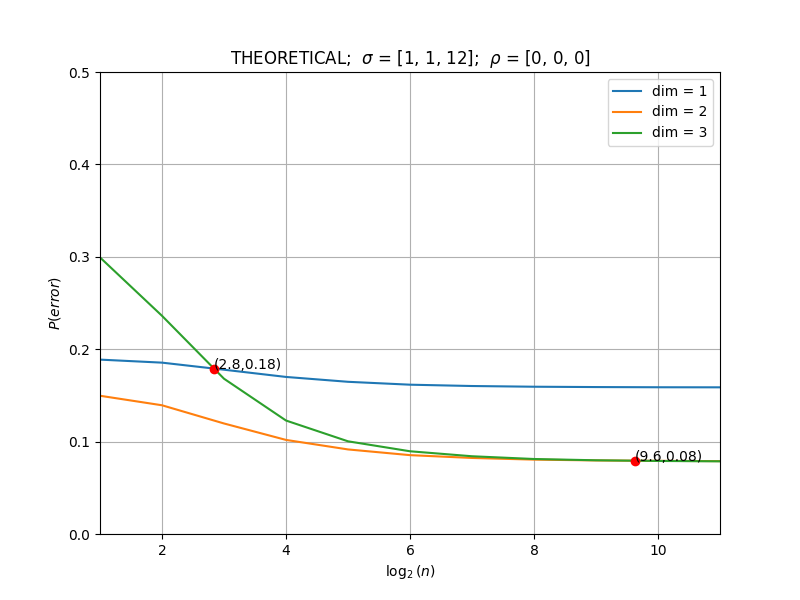 THEORETICAL; σ = [1, 1, 12]; ρ = [0, 0, 0]
0.5
0.4
0.3
0.2
0.1
0.0
P(error)
dim = 1
dim = 2
dim = 3
(2.8,0.18)
(9.6,0.08)
2 4 6 8 10
log₂(n)